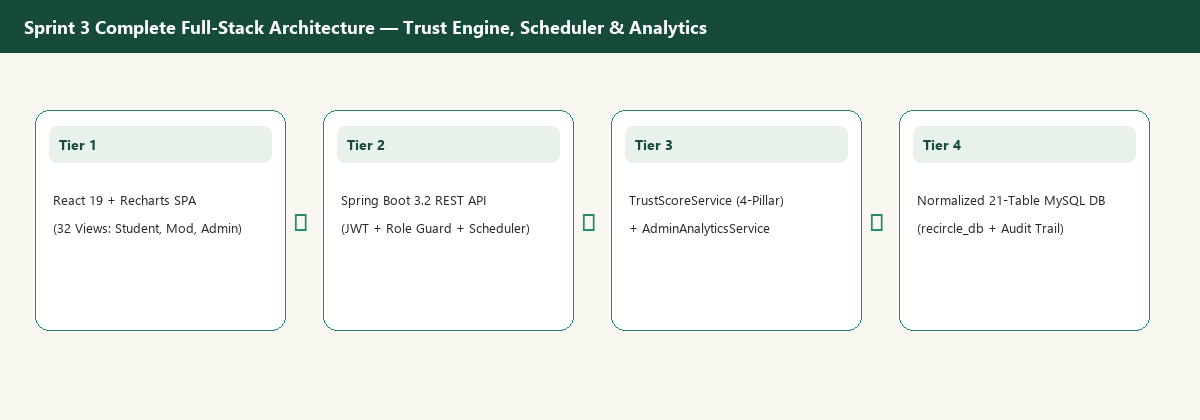 Sprint 3 Complete Full-Stack Architecture — Trust Engine, Scheduler & Analytics
Tier 1
React 19 + Recharts SPA
(32 Views: Student, Mod, Admin)
Tier 2
Spring Boot 3.2 REST API
(JWT + Role Guard + Scheduler)
Tier 3
TrustScoreService (4-Pillar)
+ AdminAnalyticsService
Tier 4
Normalized 21-Table MySQL DB
(recircle_db + Audit Trail)